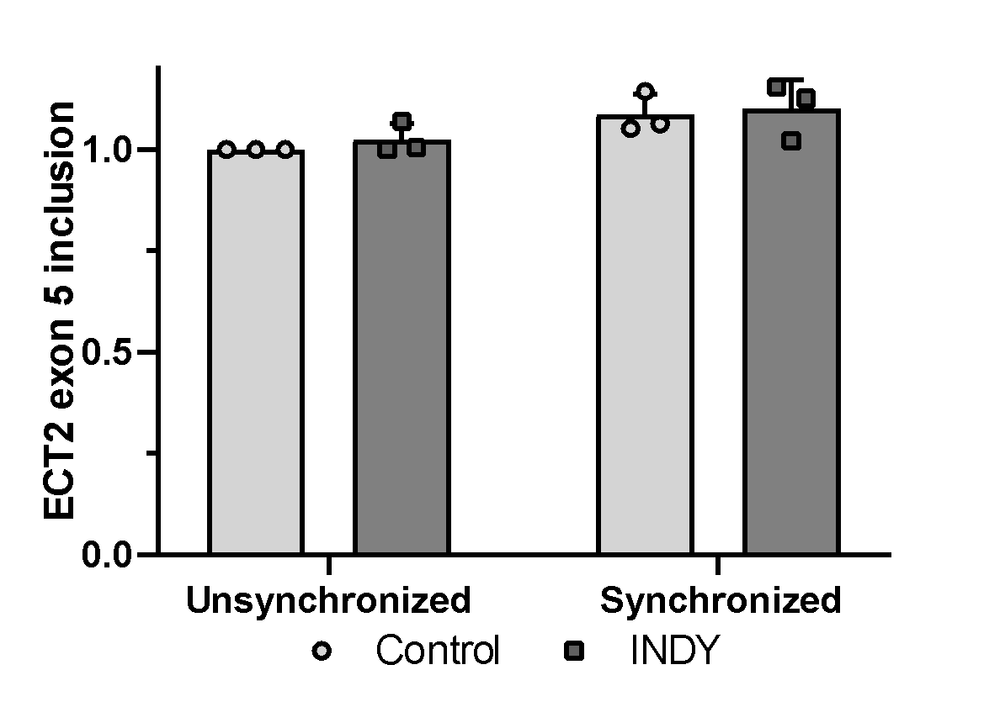 ECT2 exon 5 inclusion
1.0
0.5
0.0
Unsynchronized Synchronized
Control INDY